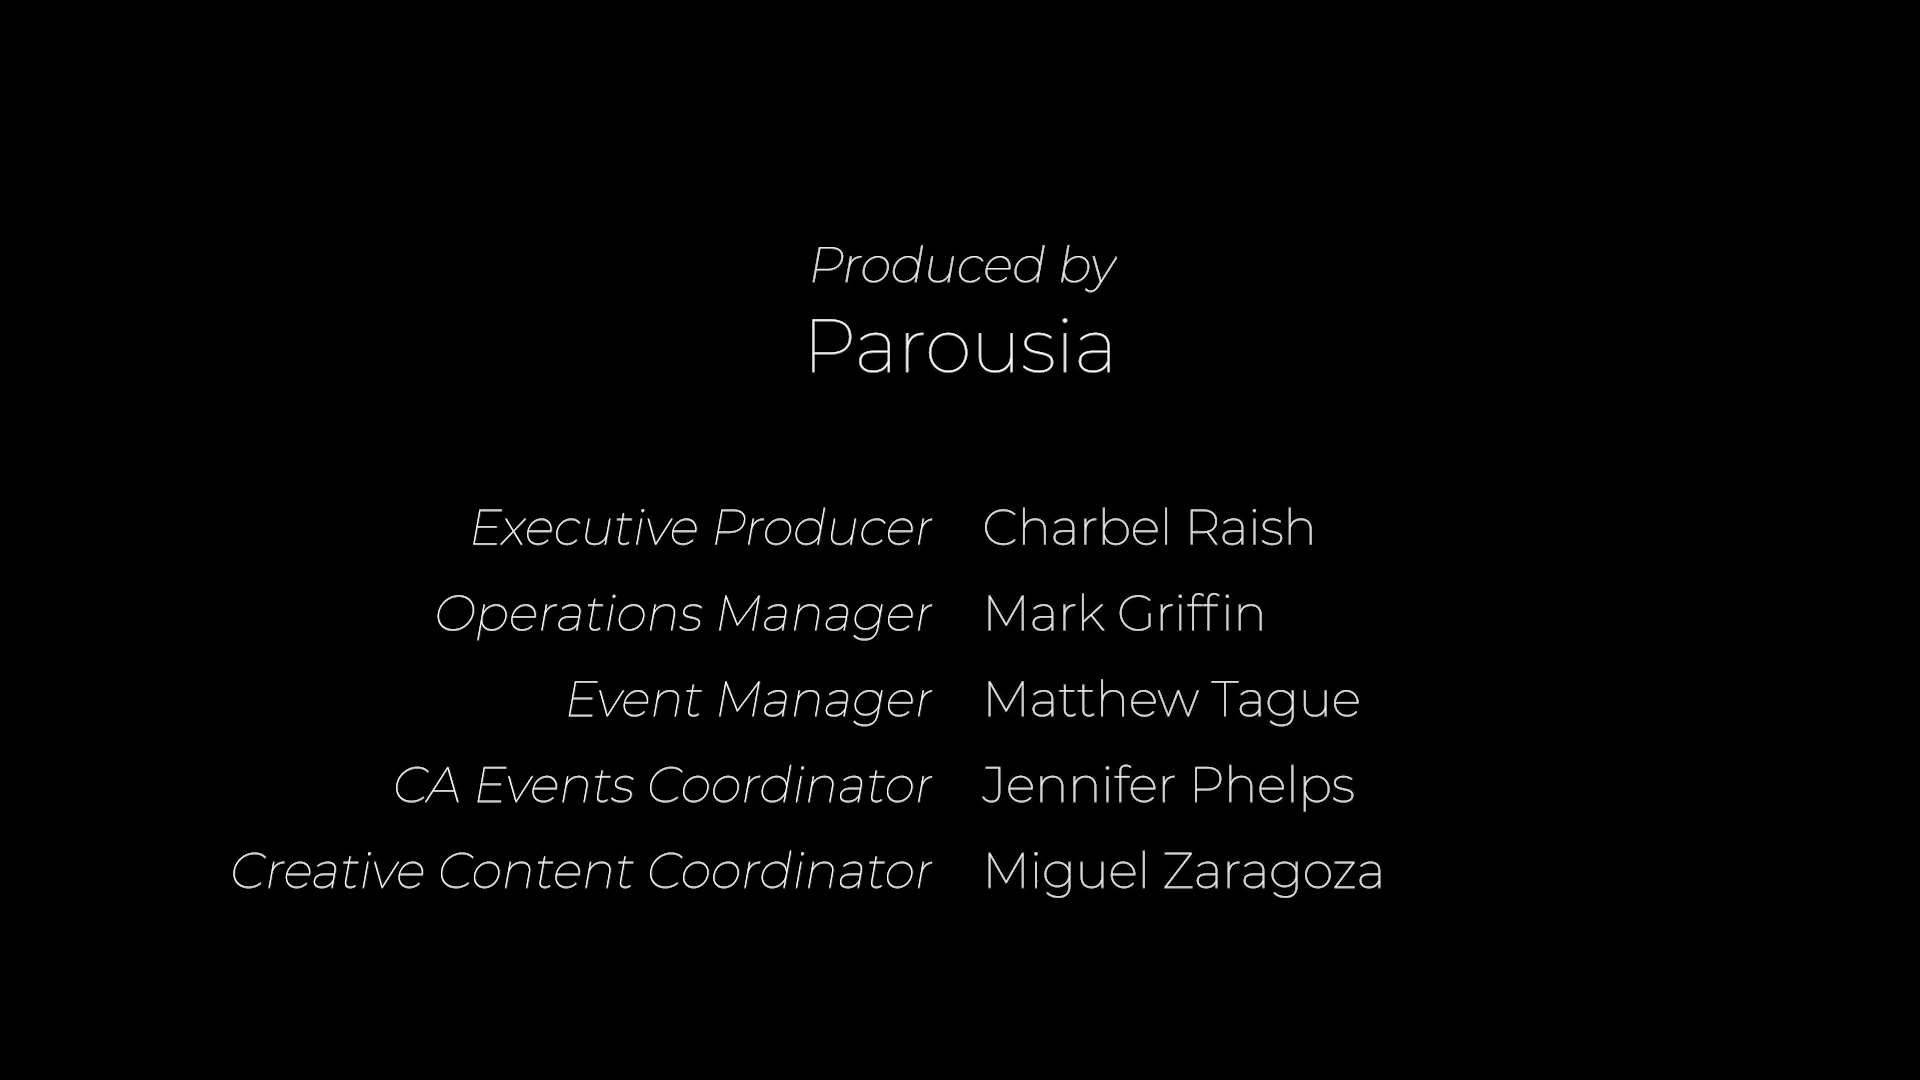 Produced by
Parousia
Executive Producer Charbel Raish
Operations Manager Mark Griffin
Event Manager Matthew Tague
CA Events Coordinator Jennifer Phelps
Creative Content Coordinator Miguel Zaragoza